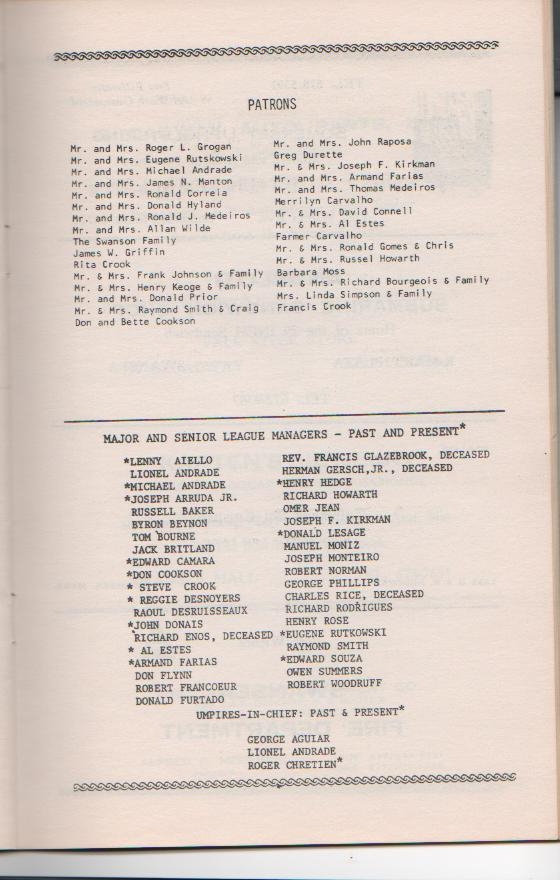 PATRONS
Mr. and Mrs. Roger L. Grogan
Mr. and Mrs. Eugene Rutskowski
Mr. and Mrs. Michael Andrade
Mr. and Mrs. James N. Manton
Mr. and Mrs. Ronald Correia
Mr. and Mrs. Donald Hyland
Mr. and Mrs. Ronald J. Medeiros
Mr. and Mrs. Allan Wilde
The Swanson Family
James W. Griffin
Rita Crook
Mr. & Mrs. Frank Johnson & Family
Mr. & Mrs. Henry Keoge & Family
Mr. and Mrs. Donald Prior
Mr. & Mrs. Raymond Smith & Craig
Don and Bette Cookson
Mr. and Mrs. John Raposa
Greg Durette
Mr. & Mrs. Joseph F. Kirkman
Mr. and Mrs. Armand Farias
Mr. and Mrs. Thomas Medeiros
Merrilyn Carvalho
Mr. & Mrs. David Connell
Mr. & Mrs. Al Estes
Farmer Carvalho
Mr. & Mrs. Ronald Gomes & Chris
Mr. & Mrs. Russel Howarth
Barbara Moss
Mr. & Mrs. Richard Bourgeois & Family
Mrs. Linda Simpson & Family
Francis Crook
MAJOR AND SENIOR LEAGUE MANAGERS - PAST AND PRESENT*
*LENNY AIELLO
LIONEL ANDRADE
*MICHAEL ANDRADE
*JOSEPH ARRUDA JR.
RUSSELL BAKER
BYRON BEYNON
TOM BOURNE
JACK BRITLAND
*EDWARD CAMARA
*DON COOKSON
* STEVE CROOK
* REGGIE DESNOYERS
RAOUL DESRUISSEAUX
*JOHN DONAIS
RICHARD ENOS, DECEASED
* AL ESTES
*ARMAND FARIAS
DON FLYNN
ROBERT FRANCOEUR
DONALD FURTADO
REV. FRANCIS GLAZEBROOK, DECEASED
HERMAN GERSCH,JR., DECEASED
*HENRY HEDGE
RICHARD HOWARTH
OMER JEAN
JOSEPH F. KIRKMAN
*DONALD LESAGE
MANUEL MONIZ
JOSEPH MONTEIRO
ROBERT NORMAN
GEORGE PHILLIPS
CHARLES RICE, DECEASED
RICHARD RODRIGUES
HENRY ROSE
*EUGENE RUTKOWSKI
RAYMOND SMITH
*EDWARD SOUZA
OWEN SUMMERS
ROBERT WOODRUFF
UMPIRES-IN-CHIEF: PAST & PRESENT*
GEORGE AGUIAR
LIONEL ANDRADE
ROGER CHRETIEN*